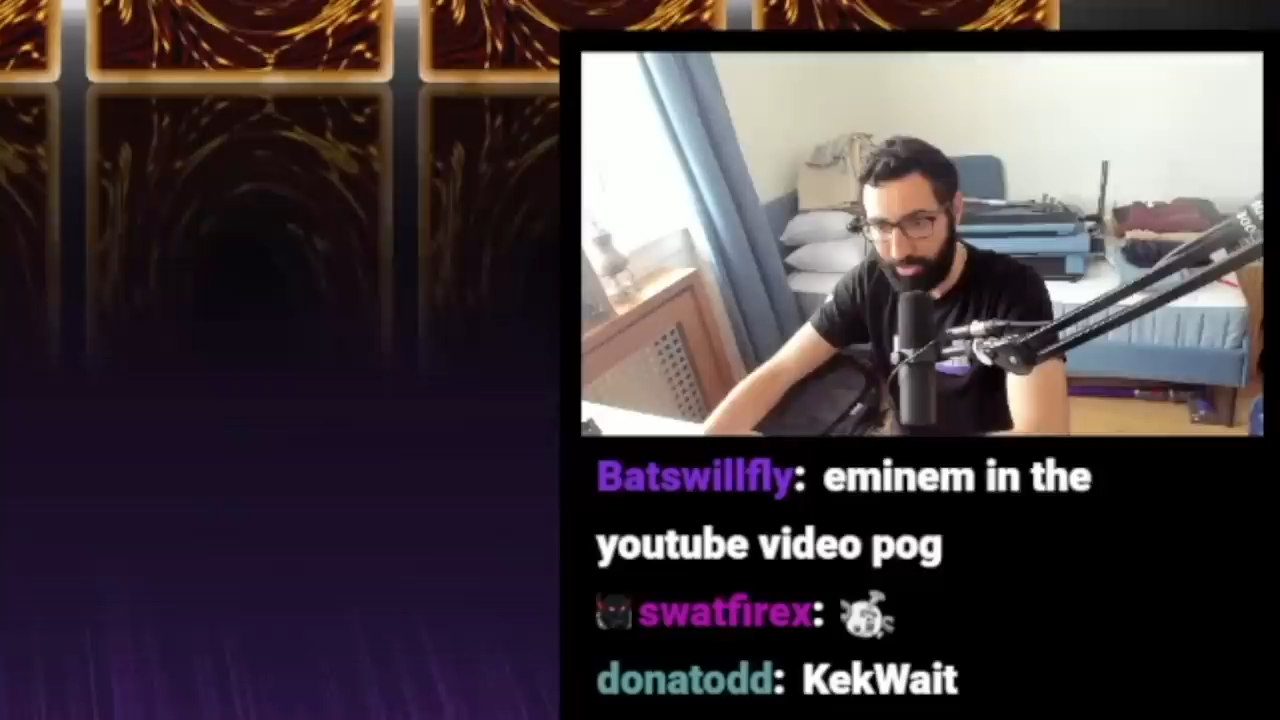 Batswillfly: eminem in the
youtube video pog
swatfirex:
donatodd: KekWait